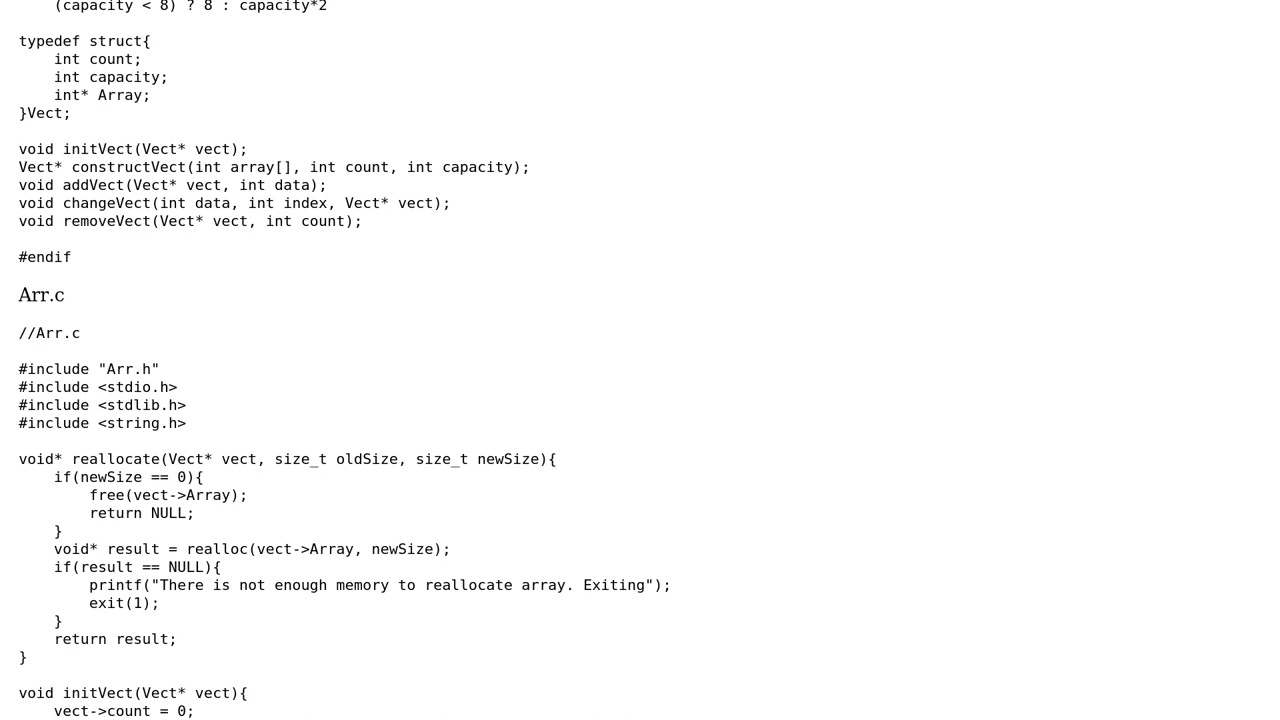 (capacity < 8) ? 8 : capacity*2

typedef struct{
    int count;
    int capacity;
    int* Array;
}Vect;

void initVect(Vect* vect);
Vect* constructVect(int array[], int count, int capacity);
void addVect(Vect* vect, int data);
void changeVect(int data, int index, Vect* vect);
void removeVect(Vect* vect, int count);

#endif

Arr.c

//Arr.c

#include "Arr.h"
#include <stdio.h>
#include <stdlib.h>
#include <string.h>

void* reallocate(Vect* vect, size_t oldSize, size_t newSize){
    if(newSize == 0){
        free(vect->Array);
        return NULL;
    }
    void* result = realloc(vect->Array, newSize);
    if(result == NULL){
        printf("There is not enough memory to reallocate array. Exiting");
        exit(1);
    }
    return result;
}

void initVect(Vect* vect){
    vect->count = 0;